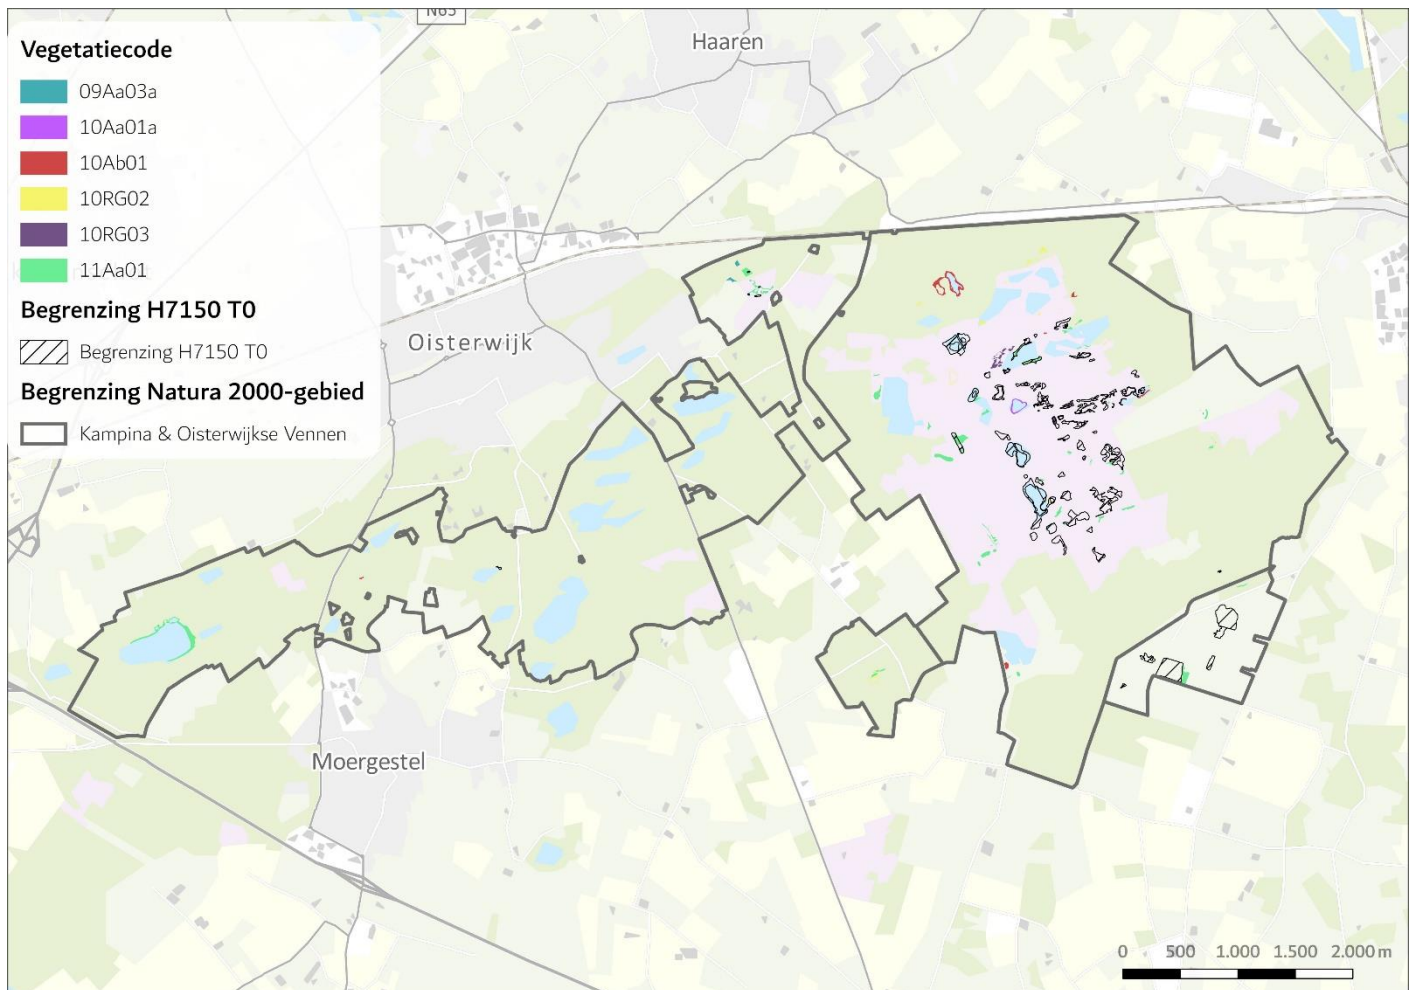 N65
Haaren
Vegetatiecode
09Aa03a
10Aa01a
10Ab01
10RG02
10RG03
11Aa01
Begrenzing H7150 T0
Begrenzing H7150 T0
Begrenzing Natura 2000-gebied
Kampina & Oisterwijkse Vennen
Oisterwijk
Moergestel
0 500 1.000 1.500 2.000 m